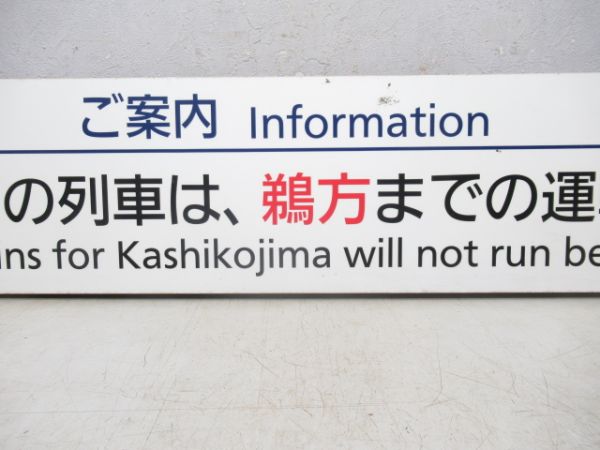 ご案内 Information
の列車は、鵜方までの運
ins for Kashikojima will not run be